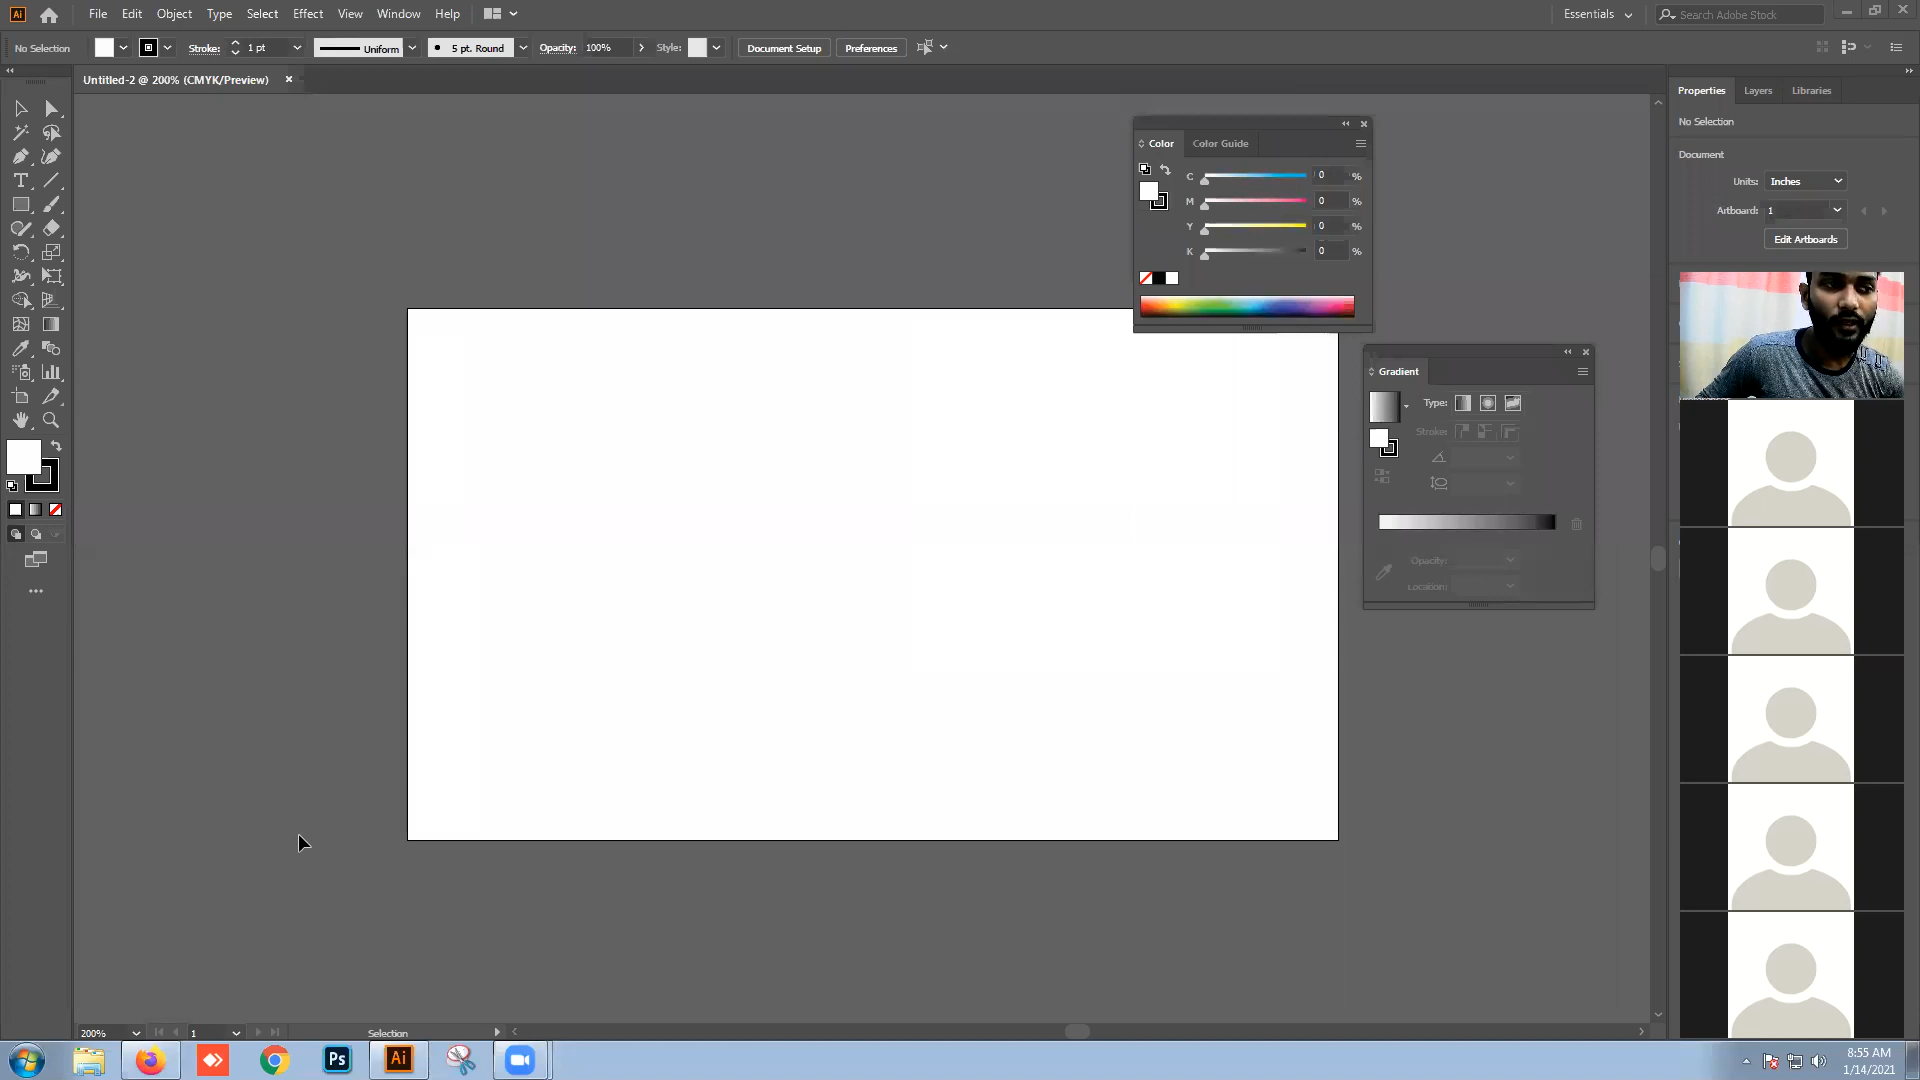 Ai File Edit Object Type Select Effect View Window Help Essentials Search Adobe Stock
No Selection Stroke: 1 pt Uniform 5 pt. Round Opacity: 100% Style: Document Setup Preferences
Untitled-2 @ 200% (CMYK/Preview)
Properties Layers Libraries
No Selection
Document
Units: Inches
Artboard: 1
Edit Artboards
Color Color Guide
C 0 %
M 0 %
Y 0 %
K 0 %
Gradient
Type:
Stroke:
Opacity:
Location:
200% 1 Selection
Ps Ai
8:55 AM
1/14/2021